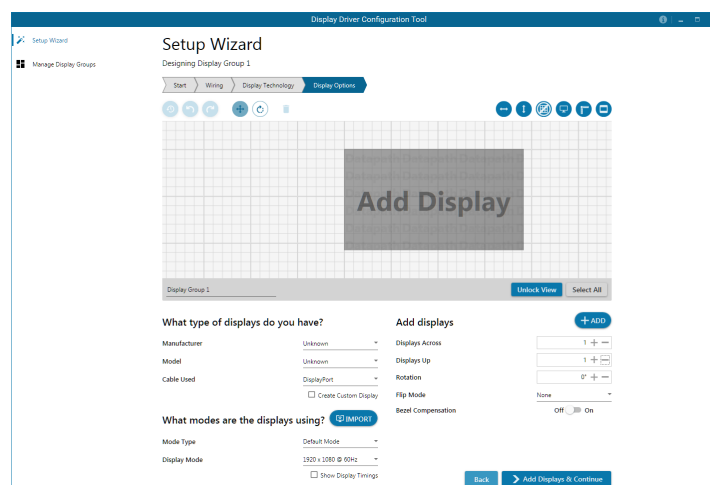 Display Driver Configuration Tool
Setup Wizard
Manage Display Groups
Setup Wizard
Designing Display Group 1
Start
Wiring
Display Technology
Display Options
Add Display
Display Group 1
Unlock View
Select All
What type of displays do you have?
Manufacturer
Unknown
Model
Unknown
Cable Used
DisplayPort
Create Custom Display
What modes are the displays using?
IMPORT
Mode Type
Default Mode
Display Mode
1920 x 1080 @ 60Hz
Show Display Timings
Add displays
+ ADD
Displays Across
1 + −
Displays Up
1 + −
Rotation
0° + −
Flip Mode
None
Bezel Compensation
Off
On
Back
Add Displays & Continue